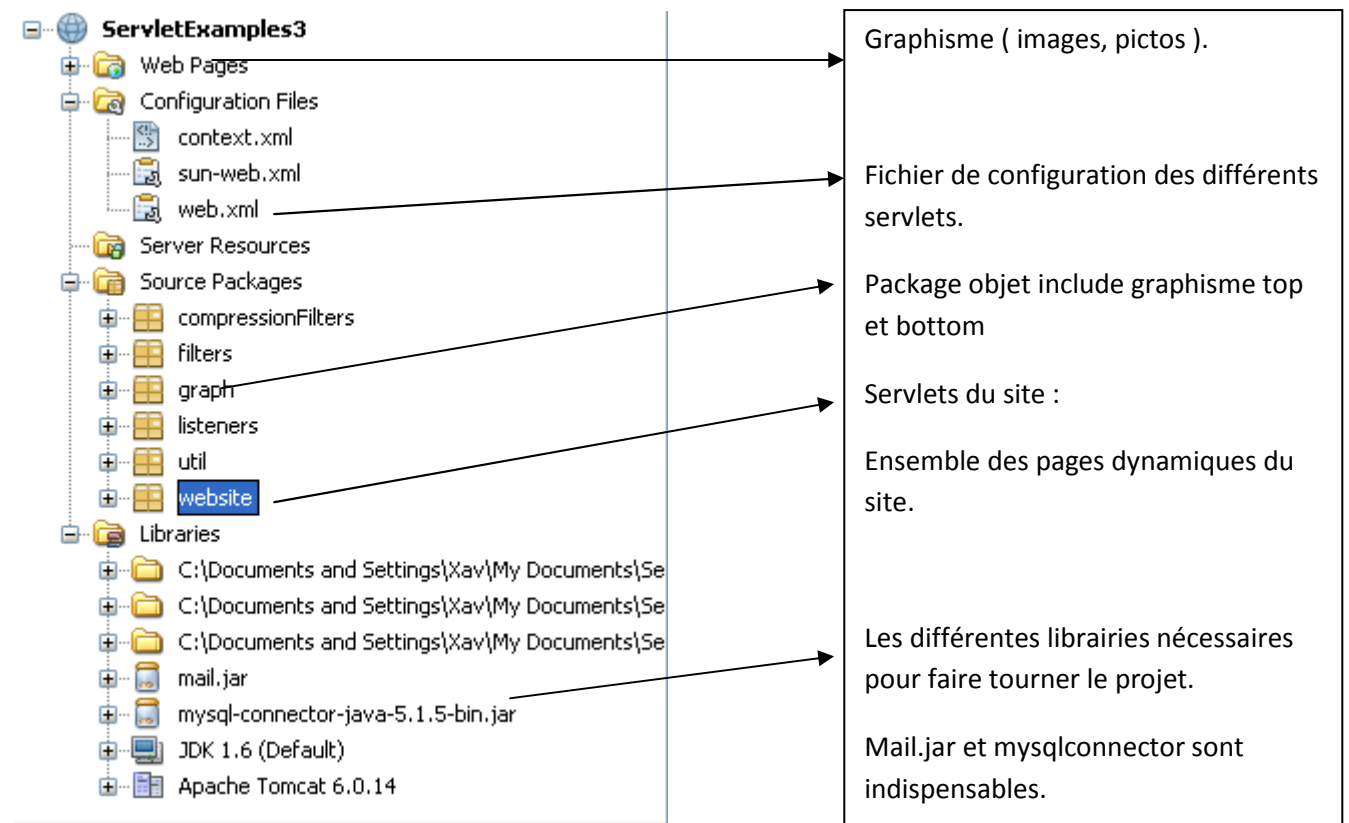 ServletExamples3
Web Pages
Configuration Files
context.xml
sun-web.xml
web.xml
Server Resources
Source Packages
compressionFilters
filters
graph
listeners
util
website
Libraries
C:\Documents and Settings\Xav\My Documents\Se
C:\Documents and Settings\Xav\My Documents\Se
C:\Documents and Settings\Xav\My Documents\Se
mail.jar
mysql-connector-java-5.1.5-bin.jar
JDK 1.6 (Default)
Apache Tomcat 6.0.14
Graphisme ( images, pictos ).
Fichier de configuration des différents
servlets.
Package objet include graphisme top
et bottom
Servlets du site :
Ensemble des pages dynamiques du
site.
Les différentes librairies nécessaires
pour faire tourner le projet.
Mail.jar et mysqlconnector sont
indispensables.